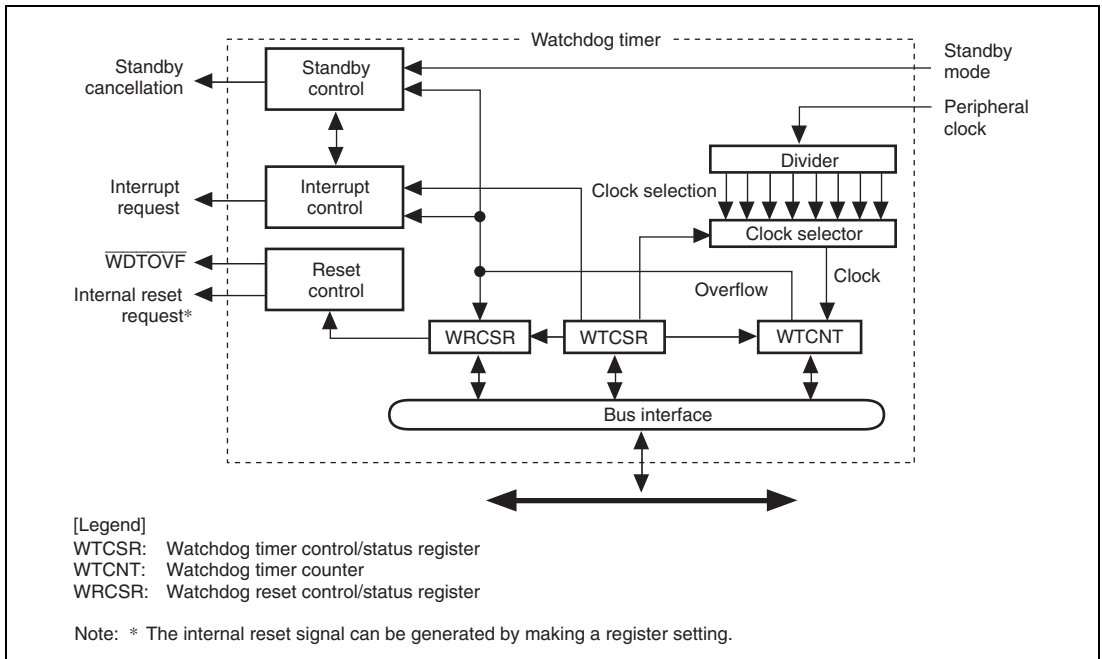 Watchdog timer
Standby
cancellation
Standby
control
Standby
mode
Peripheral
clock
Divider
Interrupt
request
Interrupt
control
Clock selection
Clock selector
WDTOVF
Internal reset
request*
Reset
control
Overflow
Clock
WRCSR
WTCSR
WTCNT
Bus interface
[Legend]
WTCSR: Watchdog timer control/status register
WTCNT: Watchdog timer counter
WRCSR: Watchdog reset control/status register
Note: * The internal reset signal can be generated by making a register setting.